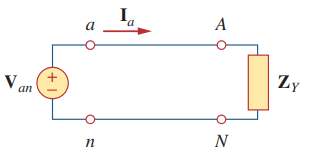 a I_a A
V_an + − Z_Y
n N